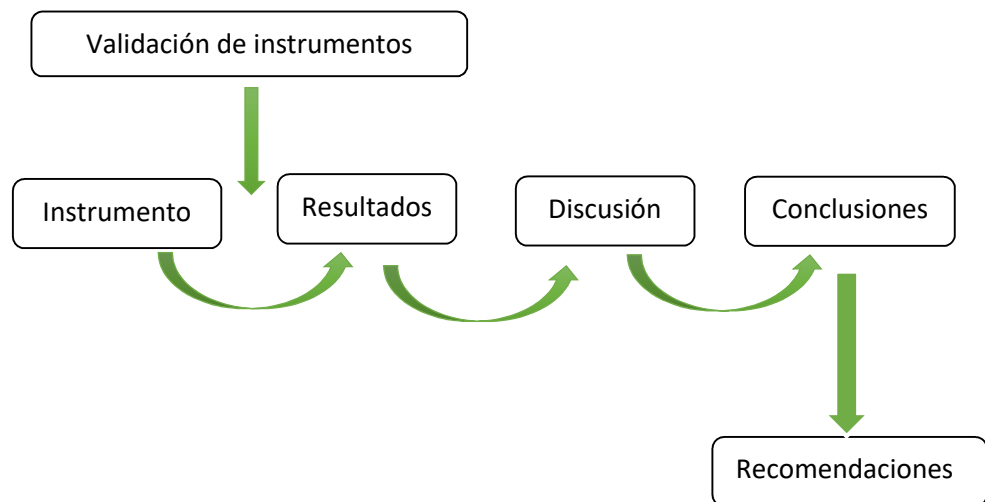 Validación de instrumentos
Instrumento
Resultados
Discusión
Conclusiones
Recomendaciones